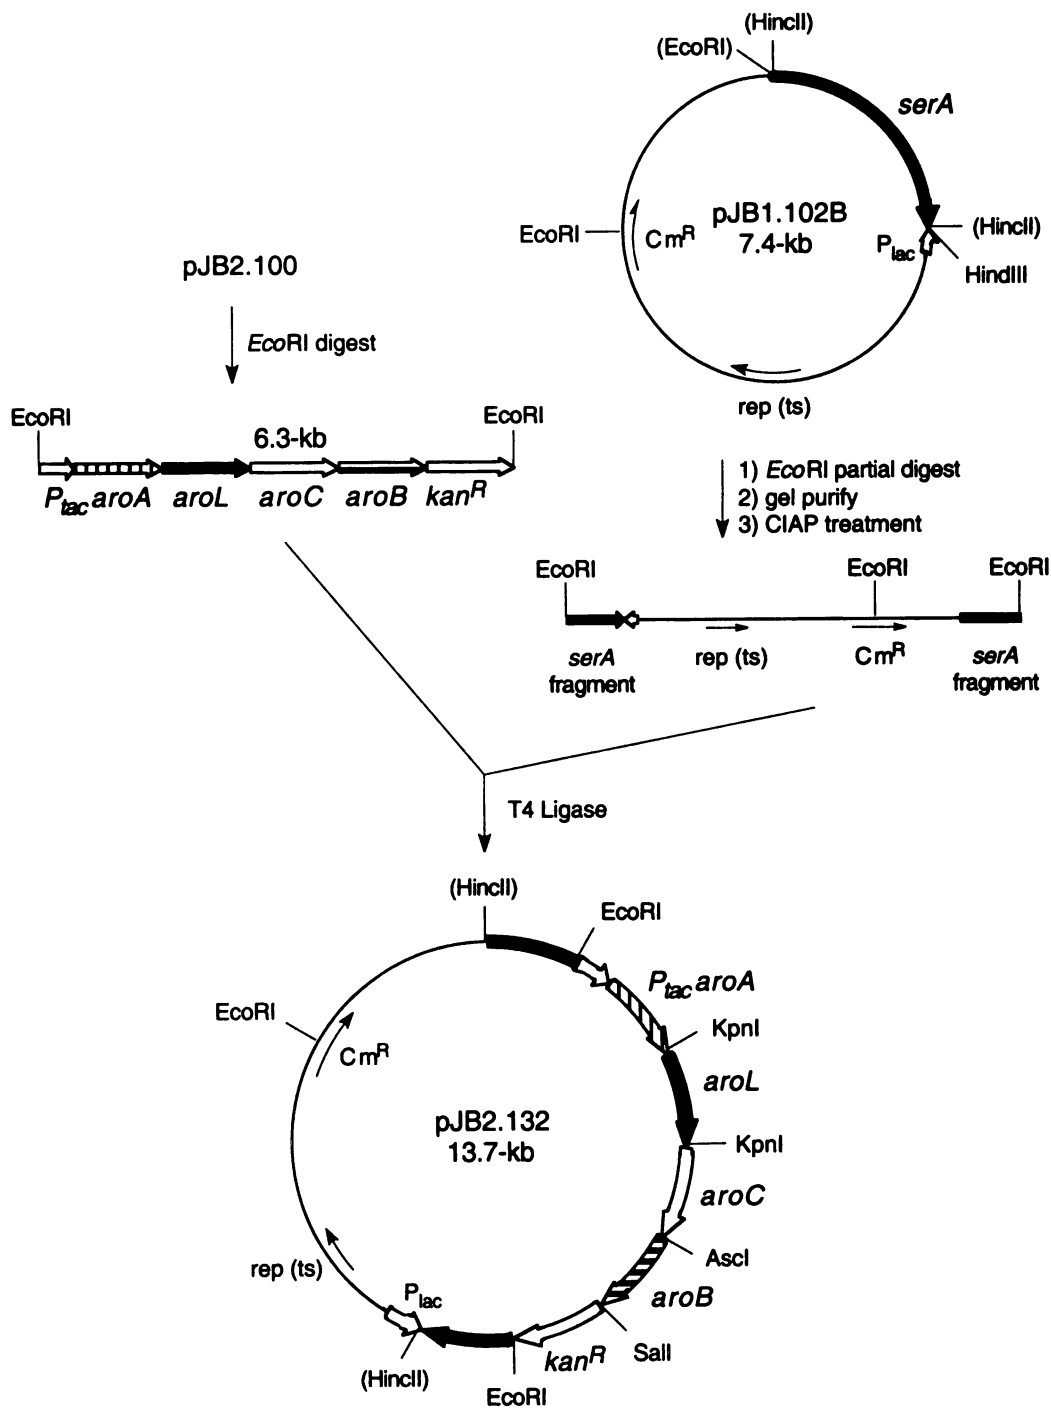 (HincII)
(EcoRI)
serA
pJB1.102B
7.4-kb
EcoRI
CmR
Plac
(HincII)
HindIII
rep (ts)
pJB2.100
EcoRI digest
EcoRI
EcoRI
6.3-kb
Ptac aroA aroL aroC aroB kanR
1) EcoRI partial digest
2) gel purify
3) CIAP treatment
EcoRI
EcoRI
EcoRI
serA
fragment
rep (ts)
CmR
serA
fragment
T4 Ligase
(HincII)
EcoRI
Ptac aroA
EcoRI
KpnI
CmR
aroL
pJB2.132
13.7-kb
KpnI
aroC
AscI
rep (ts)
Plac
aroB
SalI
kanR
(HincII)
EcoRI